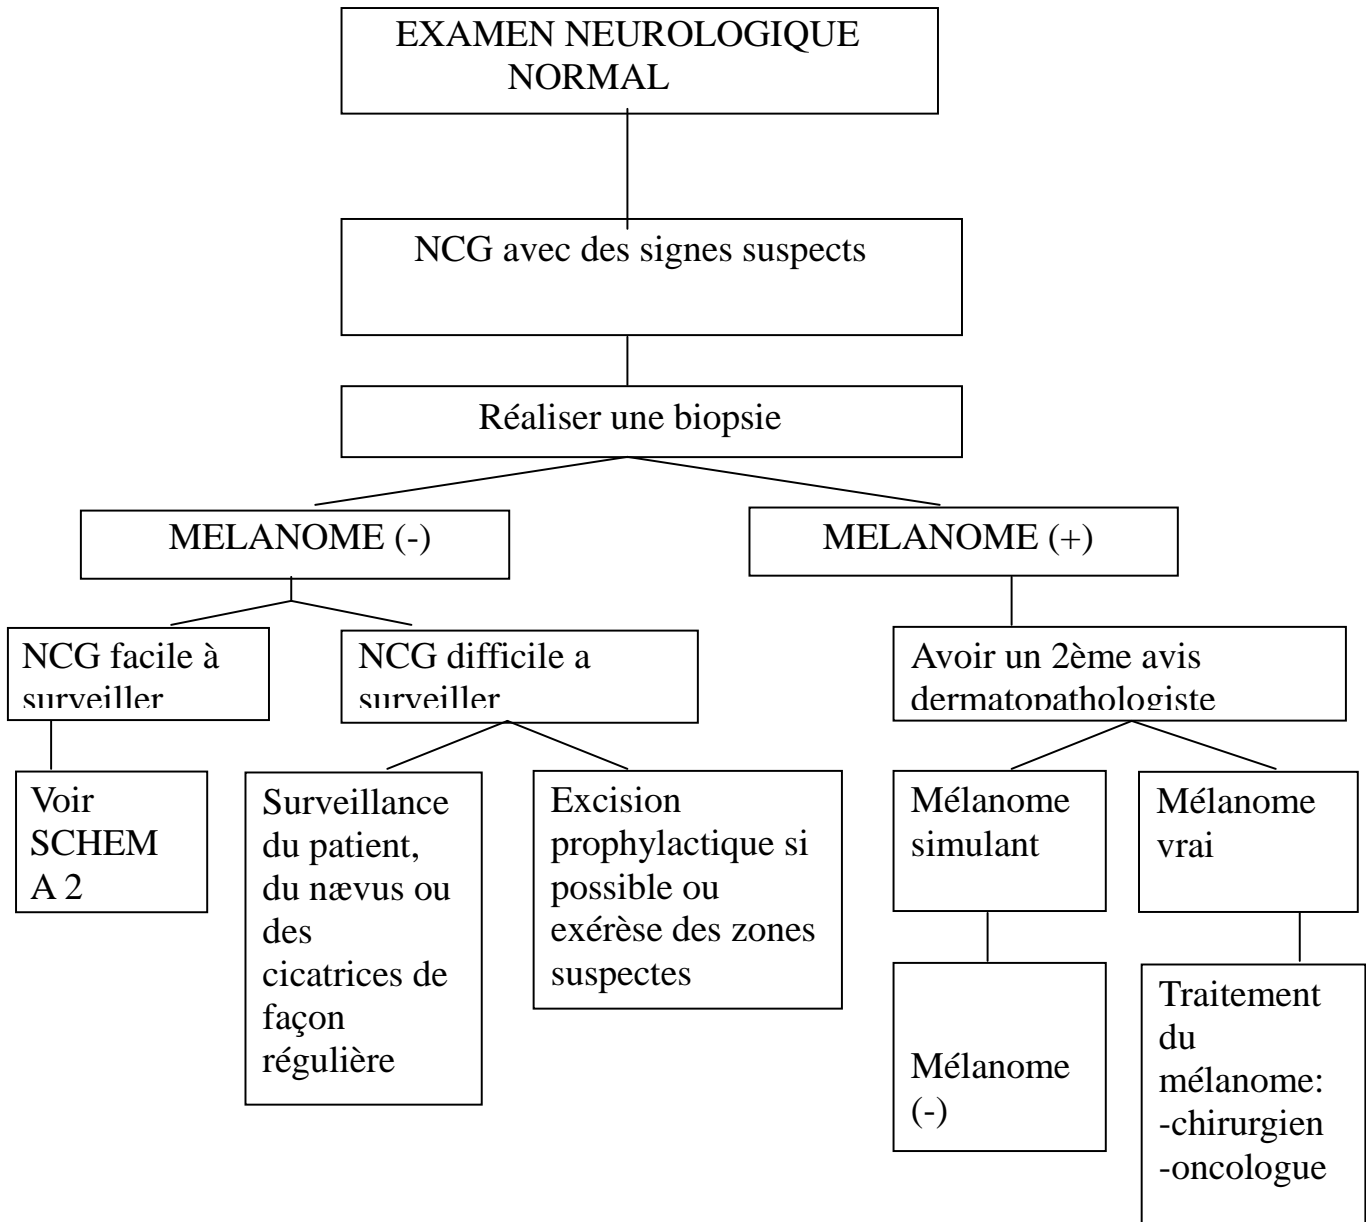 EXAMEN NEUROLOGIQUE
NORMAL
NCG avec des signes suspects
Réaliser une biopsie
MELANOME (-)
MELANOME (+)
NCG facile à
surveiller
NCG difficile a
surveiller
Avoir un 2ème avis
dermatopathologiste
Voir
SCHEM
A 2
Surveillance
du patient,
du nævus ou
des
cicatrices de
façon
régulière
Excision
prophylactique si
possible ou
exérèse des zones
suspectes
Mélanome
simulant
Mélanome
vrai
Mélanome
(-)
Traitement
du
mélanome:
-chirurgien
-oncologue